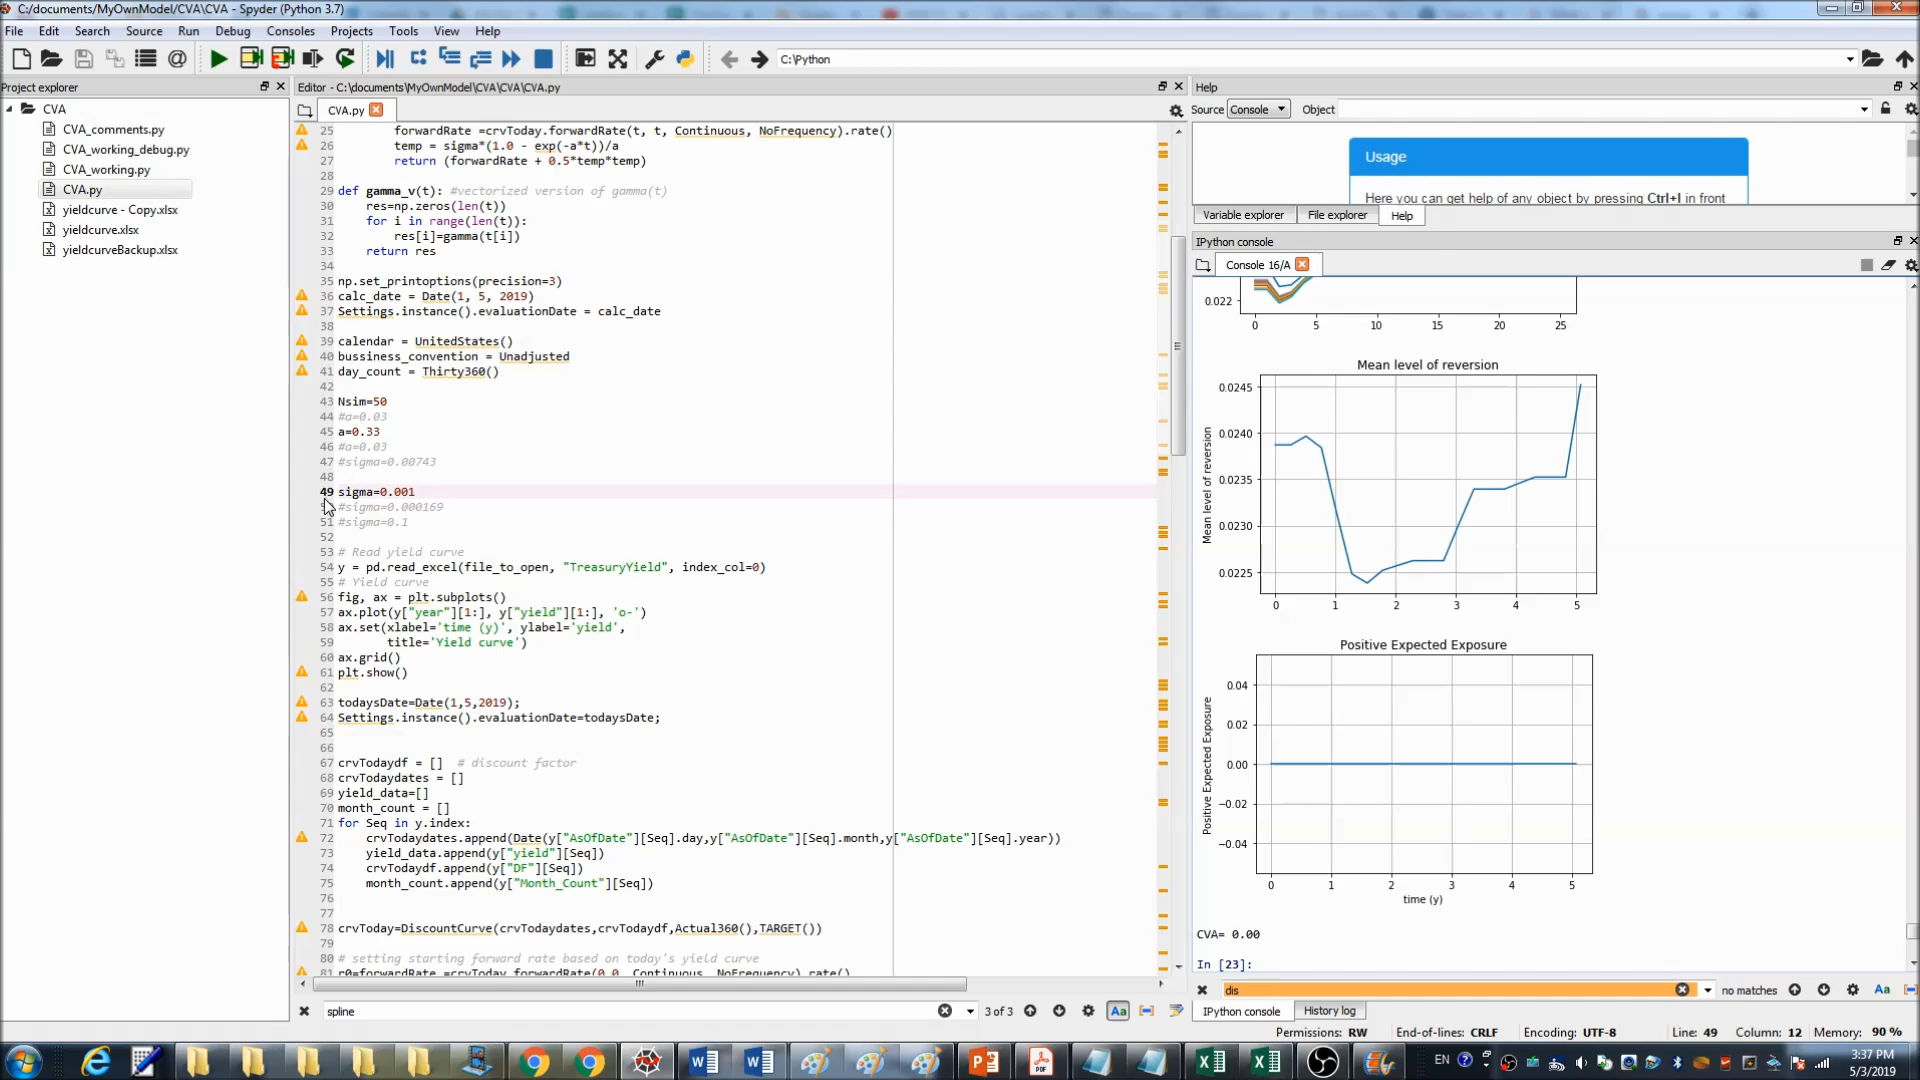 C:/documents/MyOwnModel/CVA/CVA - Spyder (Python 3.7)
File Edit Search Source Run Debug Consoles Projects Tools View Help
C:\Python
Project explorer
CVA
CVA_comments.py
CVA_working_debug.py
CVA_working.py
CVA.py
yieldcurve - Copy.xlsx
yieldcurve.xlsx
yieldcurveBackup.xlsx
Editor - C:\documents\MyOwnModel\CVA\CVA\CVA.py
CVA.py
25 forwardRate =crvToday.forwardRate(t, t, Continuous, NoFrequency).rate()
26 temp = sigma*(1.0 - exp(-a*t))/a
27 return (forwardRate + 0.5*temp*temp)
28
29 def gamma_v(t): #vectorized version of gamma(t)
30 res=np.zeros(len(t))
31 for i in range(len(t)):
32 res[i]=gamma(t[i])
33 return res
34
35 np.set_printoptions(precision=3)
36 calc_date = Date(1, 5, 2019)
37 Settings.instance().evaluationDate = calc_date
38
39 calendar = UnitedStates()
40 bussiness_convention = Unadjusted
41 day_count = Thirty360()
42
43 Nsim=50
44 #a=0.03
45 a=0.33
46 #a=0.03
47 #sigma=0.00743
48
49 sigma=0.001
#sigma=0.000169
51 #sigma=0.1
52
53 # Read yield curve
54 y = pd.read_excel(file_to_open, "TreasuryYield", index_col=0)
55 # Yield curve
56 fig, ax = plt.subplots()
57 ax.plot(y["year"][1:], y["yield"][1:], 'o-')
58 ax.set(xlabel='time (y)', ylabel='yield',
59 title='Yield curve')
60 ax.grid()
61 plt.show()
62
63 todaysDate=Date(1,5,2019);
64 Settings.instance().evaluationDate=todaysDate;
65
66
67 crvTodaydf = [] # discount factor
68 crvTodaydates = []
69 yield_data=[]
70 month_count = []
71 for Seq in y.index:
72 crvTodaydates.append(Date(y["AsOfDate"][Seq].day,y["AsOfDate"][Seq].month,y["AsOfDate"][Seq].year))
73 yield_data.append(y["yield"][Seq])
74 crvTodaydf.append(y["DF"][Seq])
75 month_count.append(y["Month_Count"][Seq])
76
77
78 crvToday=DiscountCurve(crvTodaydates,crvTodaydf,Actual360(),TARGET())
79
80 # setting starting forward rate based on today's yield curve
81 r0=forwardRate =crvToday.forwardRate(0,0, Continuous, NoFrequency).rate()
spline
3 of 3
Aa
Help
Source Console Object
Usage
Here you can get help of any object by pressing Ctrl+I in front
Variable explorer File explorer Help
IPython console
Console 16/A
0.022
0 5 10 15 20 25
Mean level of reversion
Mean level of reversion
0.0245
0.0240
0.0235
0.0230
0.0225
0 1 2 3 4 5
Positive Expected Exposure
Positive Expected Exposure
0.04
0.02
0.00
−0.02
−0.04
0 1 2 3 4 5
time (y)
CVA= 0.00
In [23]:
dis
no matches
Aa
IPython console History log
Permissions: RW End-of-lines: CRLF Encoding: UTF-8 Line: 49 Column: 12 Memory: 90 %
EN
3:37 PM
5/3/2019